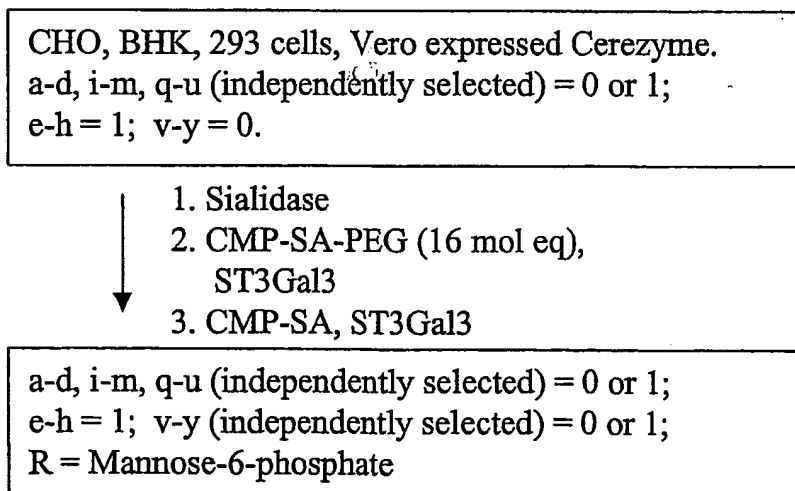 CHO, BHK, 293 cells, Vero expressed Cerezyme.
a-d, i-m, q-u (independently selected) = 0 or 1;
e-h = 1; v-y = 0.
1. Sialidase
2. CMP-SA-PEG (16 mol eq),
ST3Gal3
3. CMP-SA, ST3Gal3
a-d, i-m, q-u (independently selected) = 0 or 1;
e-h = 1; v-y (independently selected) = 0 or 1;
R = Mannose-6-phosphate